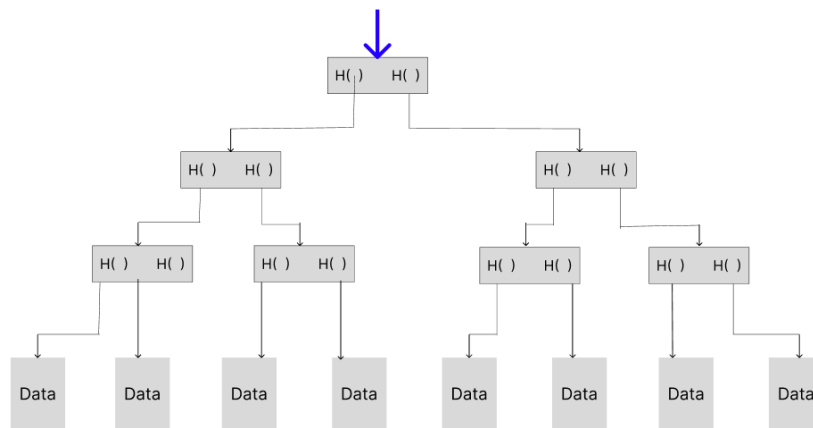 H( ) H( )
H( ) H( )
H( ) H( )
H( ) H( )
H( ) H( )
H( ) H( )
H( ) H( )
Data
Data
Data
Data
Data
Data
Data
Data